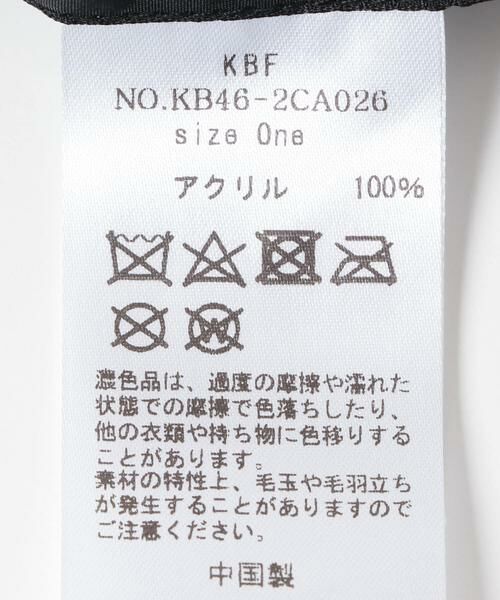 KBF
NO.KB46-2CA026
size One
アクリル 100%
濃色品は、過度の摩擦や濡れた
状態での摩擦で色落ちしたり、
他の衣類や持ち物に色移りする
ことがあります。
素材の特性上、毛玉や毛羽立ち
が発生することがありますので
ご注意ください。
中国製